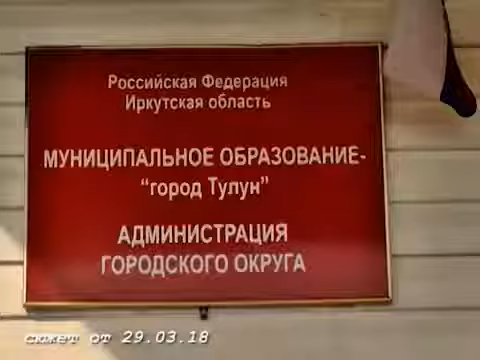 Российская Федерация
Иркутская область
МУНИЦИПАЛЬНОЕ ОБРАЗОВАНИЕ-
“город Тулун”
АДМИНИСТРАЦИЯ
ГОРОДСКОГО ОКРУГА
сюжет от 29.03.18